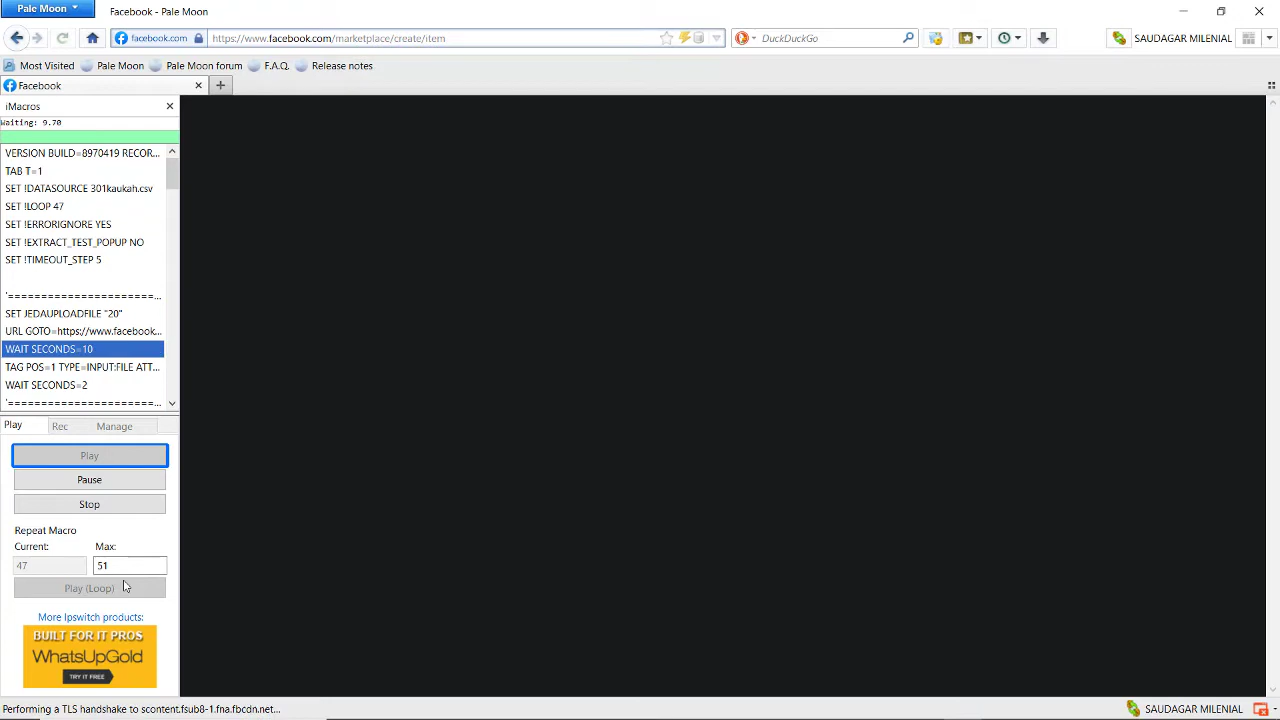 Pale Moon
Facebook - Pale Moon
facebook.com
https://www.facebook.com/marketplace/create/item
DuckDuckGo
SAUDAGAR MILENIAL
Most Visited
Pale Moon
Pale Moon forum
F.A.Q.
Release notes
Facebook
iMacros
Waiting: 9.70
VERSION BUILD=8970419 RECOR...
TAB T=1
SET !DATASOURCE 301kaukah.csv
SET !LOOP 47
SET !ERRORIGNORE YES
SET !EXTRACT_TEST_POPUP NO
SET !TIMEOUT_STEP 5
'======================...
SET JEDAUPLOADFILE "20"
URL GOTO=https://www.facebook...
WAIT SECONDS=10
TAG POS=1 TYPE=INPUT:FILE ATT...
WAIT SECONDS=2
'======================...
Play
Rec
Manage
Play
Pause
Stop
Repeat Macro
Current:
Max:
47
51
Play (Loop)
More Ipswitch products:
BUILT FOR IT PROS
WhatsUpGold
TRY IT FREE
Performing a TLS handshake to scontent.fsub8-1.fna.fbcdn.net...
SAUDAGAR MILENIAL